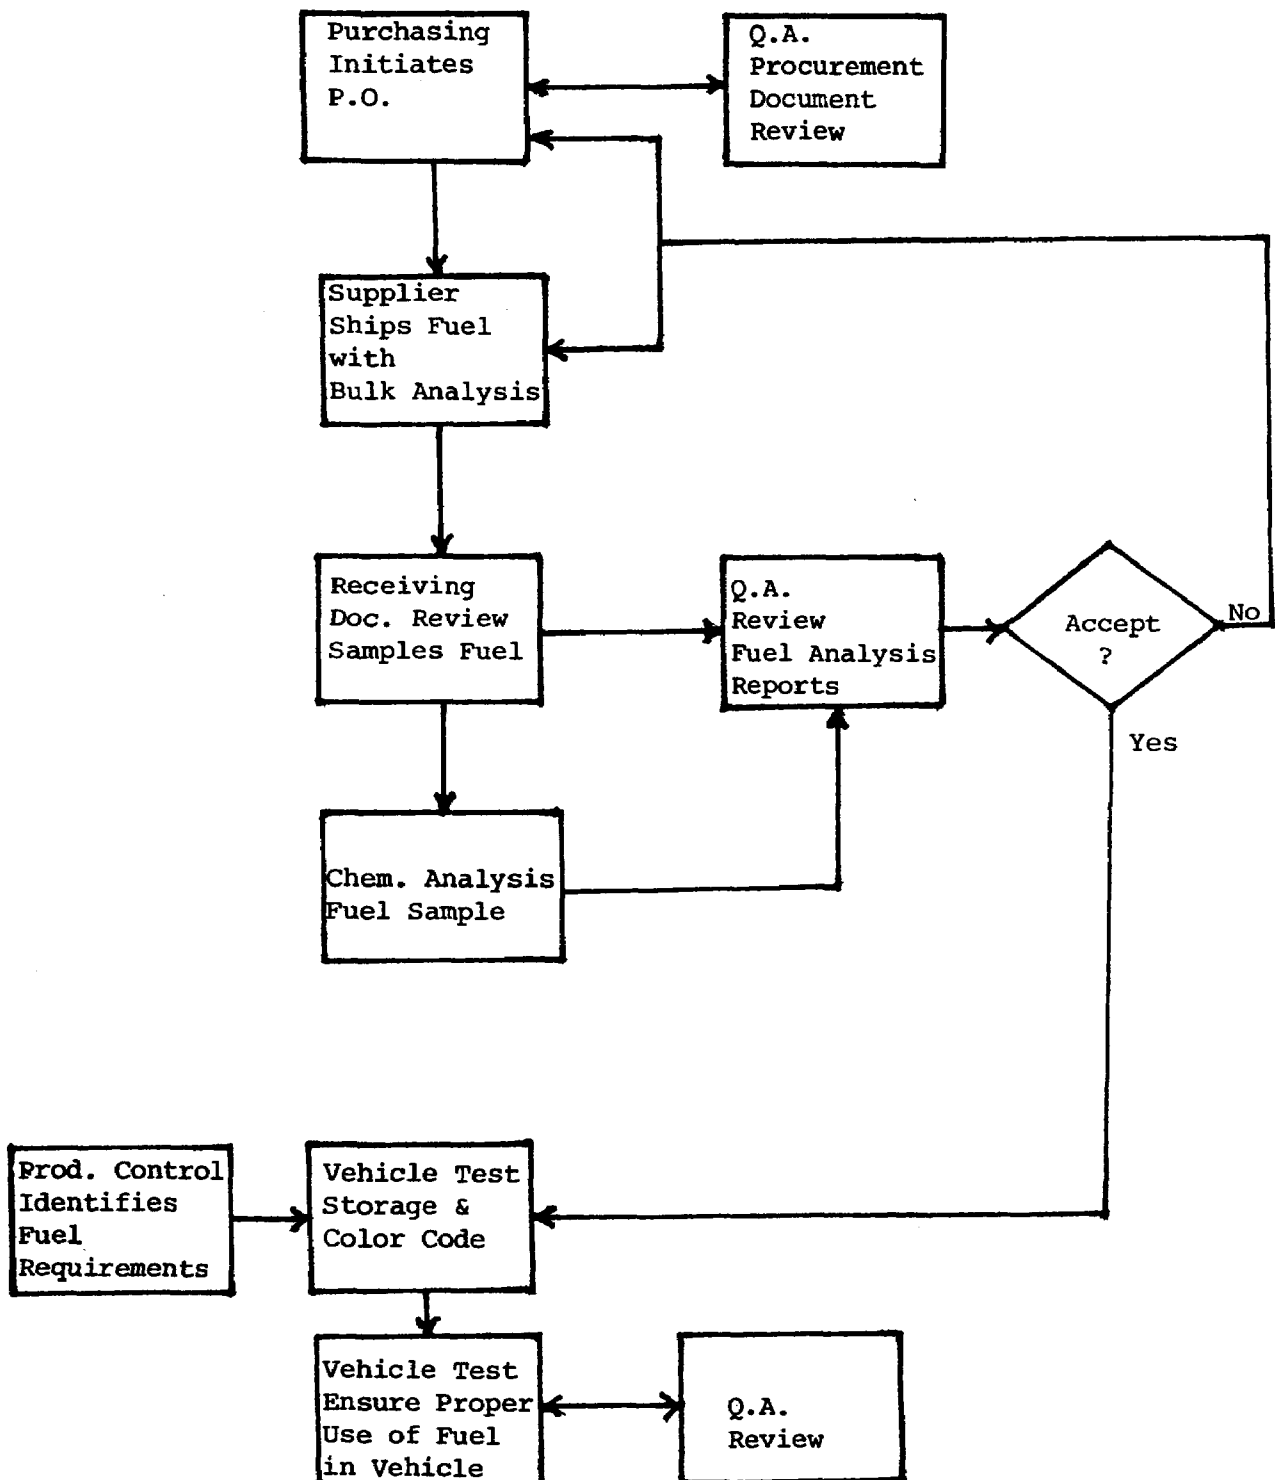 Purchasing
Initiates
P.O.
Q.A.
Procurement
Document
Review
Supplier
Ships Fuel
with
Bulk Analysis
Receiving
Doc. Review
Samples Fuel
Q.A.
Review
Fuel Analysis
Reports
Accept
?
No
Yes
Chem. Analysis
Fuel Sample
Prod. Control
Identifies
Fuel
Requirements
Vehicle Test
Storage &
Color Code
Vehicle Test
Ensure Proper
Use of Fuel
in Vehicle
Q.A.
Review